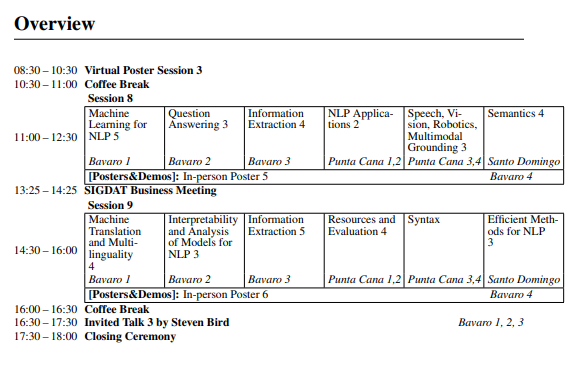 Overview
08:30 – 10:30 Virtual Poster Session 3
10:30 – 11:00 Coffee Break
Session 8
11:00 – 12:30
Machine
Learning for
NLP 5
Bavaro 1
Question
Answering 3
Bavaro 2
Information
Extraction 4
Bavaro 3
NLP Applica-
tions 2
Punta Cana 1,2
Speech, Vi-
sion, Robotics,
Multimodal
Grounding 3
Punta Cana 3,4
Semantics 4
Santo Domingo
[Posters&Demos]: In-person Poster 5 Bavaro 4
13:25 – 14:25 SIGDAT Business Meeting
Session 9
14:30 – 16:00
Machine
Translation
and Multi-
linguality
4
Bavaro 1
Interpretability
and Analysis
of Models for
NLP 3
Bavaro 2
Information
Extraction 5
Bavaro 3
Resources and
Evaluation 4
Punta Cana 1,2
Syntax
Punta Cana 3,4
Efficient Meth-
ods for NLP
3
Santo Domingo
[Posters&Demos]: In-person Poster 6 Bavaro 4
16:00 – 16:30 Coffee Break
16:30 – 17:30 Invited Talk 3 by Steven Bird Bavaro 1, 2, 3
17:30 – 18:00 Closing Ceremony